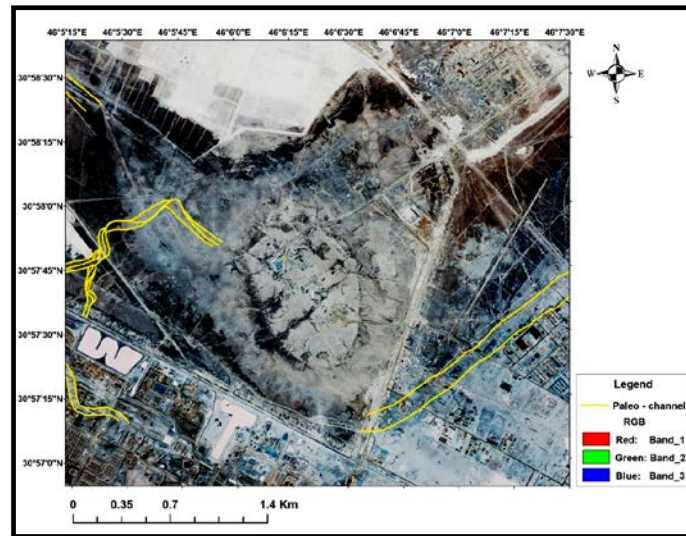 46°5'15"E 46°5'30"E 46°5'45"E 46°6'0"E 46°6'15"E 46°6'30"E 46°6'45"E 46°7'0"E 46°7'15"E 46°7'30"E
N
W E
S
30°58'30"N
30°58'15"N
30°58'0"N
30°57'45"N
30°57'30"N
30°57'15"N
30°57'0"N
Legend
Paleo - channel
RGB
Red: Band_1
Green: Band_2
Blue: Band_3
0 0.35 0.7 1.4 Km